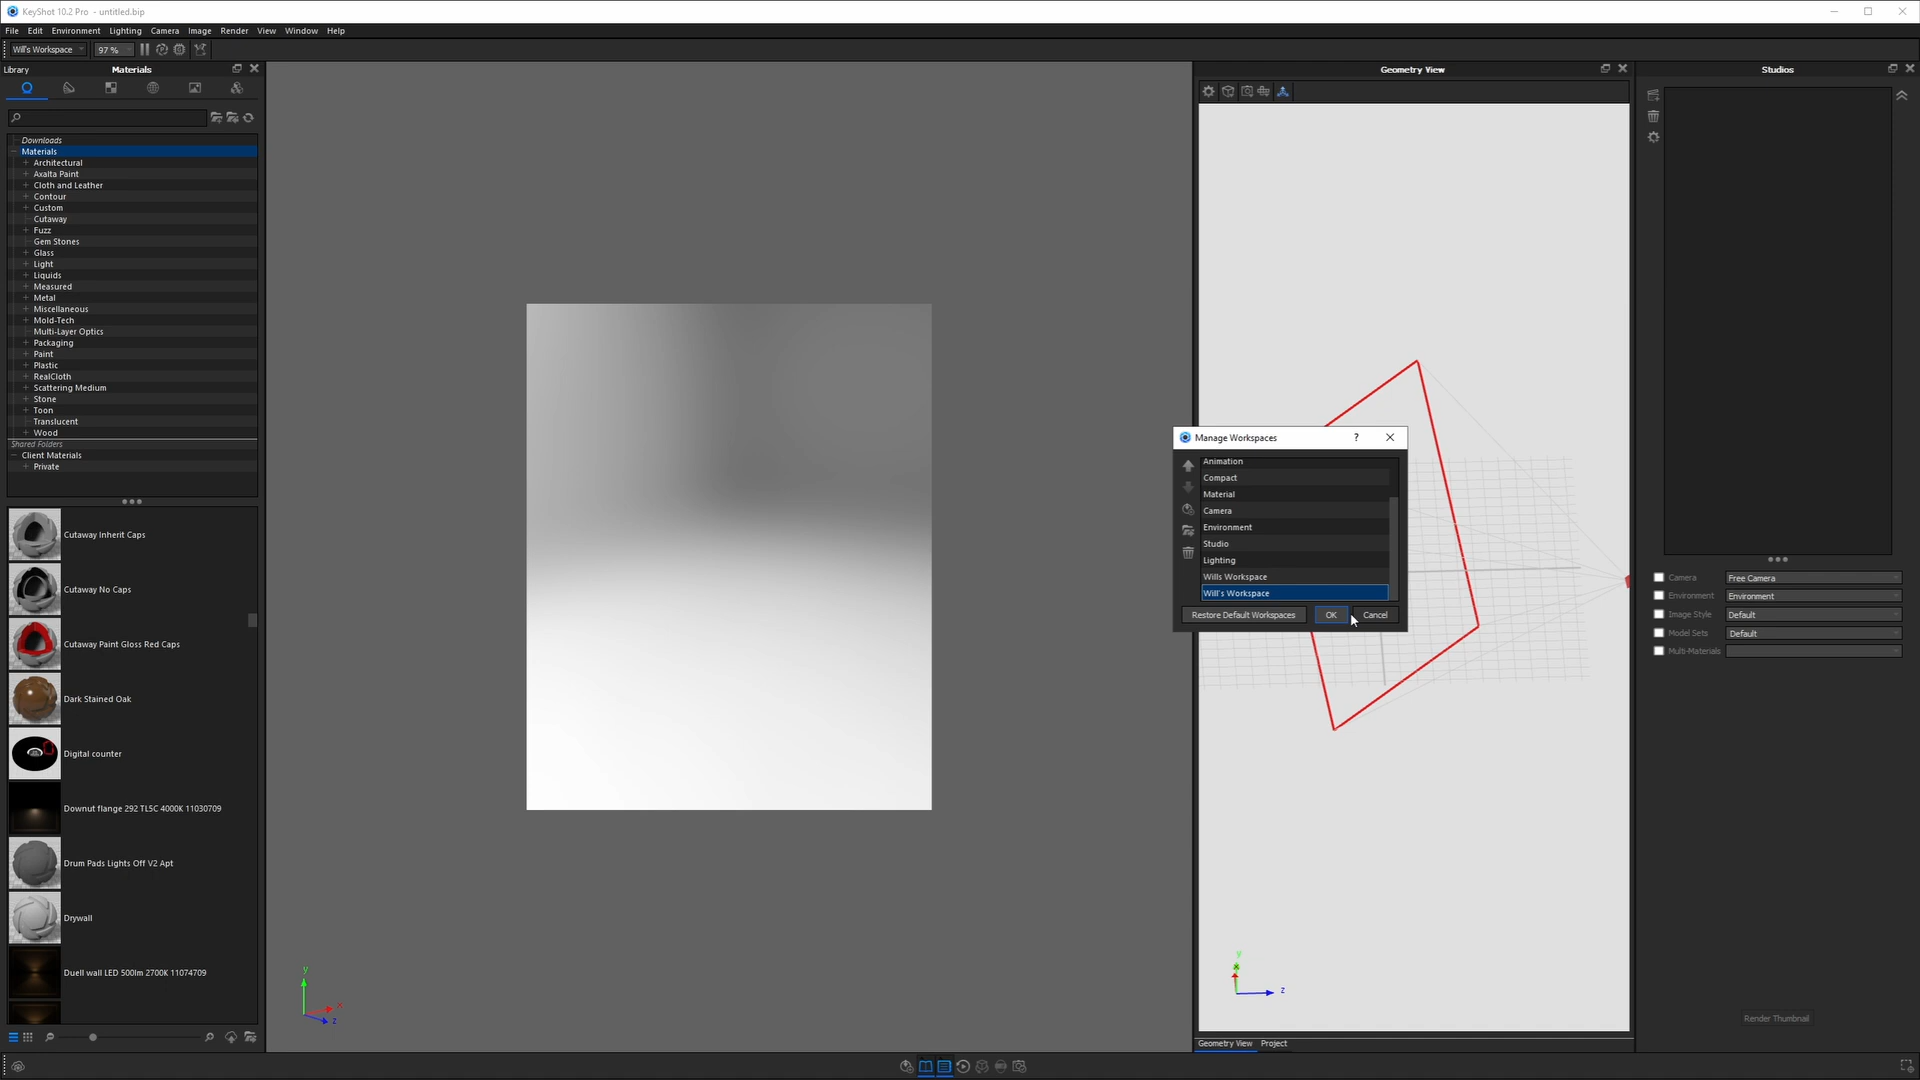 KeyShot 10.2 Pro - untitled.bip
File Edit Environment Lighting Camera Image Render View Window Help
Will's Workspace 97 %
Library Materials
Downloads
Materials
Architectural
Axalta Paint
Cloth and Leather
Contour
Custom
Cutaway
Fuzz
Gem Stones
Glass
Light
Liquids
Measured
Metal
Miscellaneous
Mold-Tech
Multi-Layer Optics
Packaging
Paint
Plastic
RealCloth
Scattering Medium
Stone
Toon
Translucent
Wood
Shared Folders
Client Materials
Private
Cutaway Inherit Caps
Cutaway No Caps
Cutaway Paint Gloss Red Caps
Dark Stained Oak
Digital counter
Downut flange 292 TL5C 4000K 11030709
Drum Pads Lights Off V2 Apt
Drywall
Duell wall LED 500lm 2700K 11074709
y
x
z
Geometry View
Manage Workspaces ?
Animation
Compact
Material
Camera
Environment
Studio
Lighting
Wills Workspace
Will's Workspace
Restore Default Workspaces OK Cancel
y
x
z
Geometry View Project
Studios
Camera Free Camera
Environment Environment
Image Style Default
Model Sets Default
Multi-Materials
Render Thumbnail